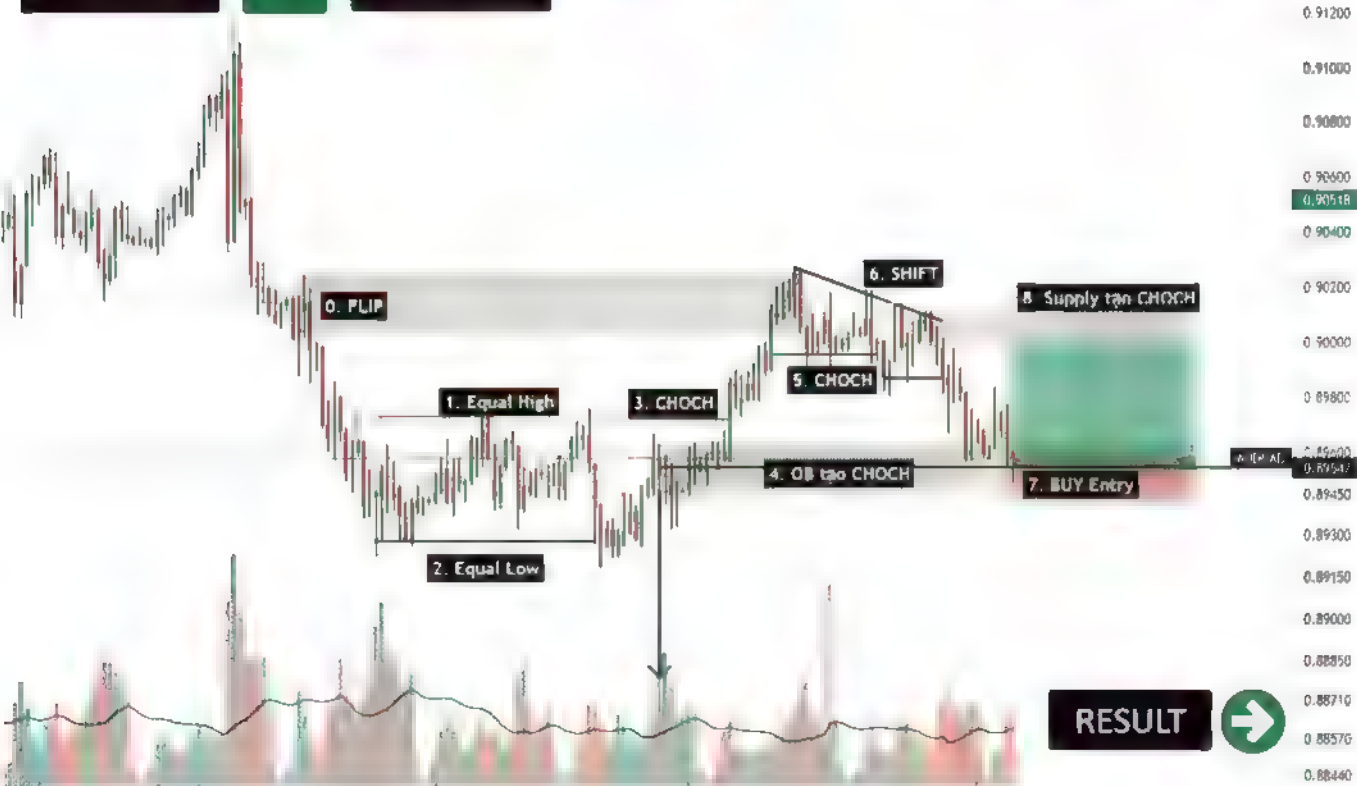 0.91200
0.91000
0.90800
0.90600
0.90518
0.90400
0.90200
0.90000
0.89800
0.89600
0.89547
0.89450
0.89300
0.89150
0.89000
0.88850
0.88710
0.88570
0.88440
0. FLIP
1. Equal High
2. Equal Low
3. CHOCH
4. OB tạo CHOCH
5. CHOCH
6. SHIFT
7. BUY Entry
8 Supply tạo CHOCH
RESULT